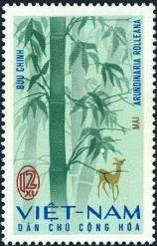 BƯU CHÍNH
MAI
ARUNDINARIA ROLLEANA
12
XU
VIỆT-NAM
DÂN CHỦ CỘNG HÒA